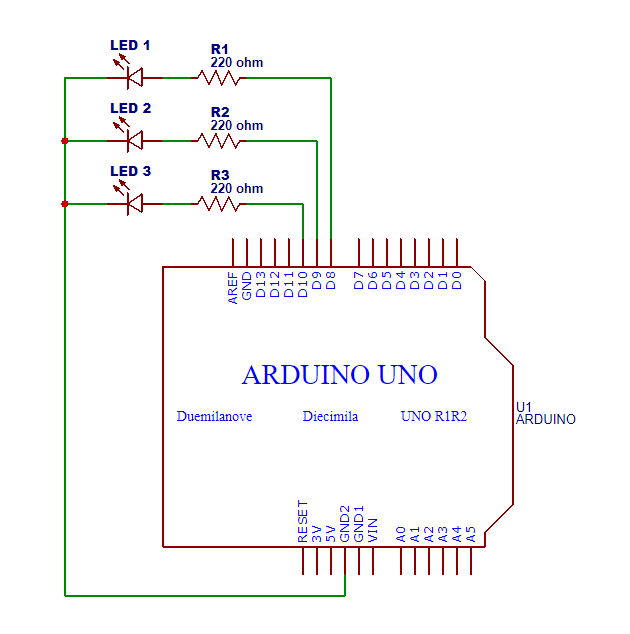 LED 1
R1
220 ohm
LED 2
R2
220 ohm
LED 3
R3
220 ohm
AREF
GND
D13
D12
D11
D10
D9
D8
D7
D6
D5
D4
D3
D2
D1
D0
ARDUINO UNO
Duemilanove
Diecimila
UNO R1R2
U1
ARDUINO
RESET
3V
5V
GND2
GND1
VIN
A0
A1
A2
A3
A4
A5